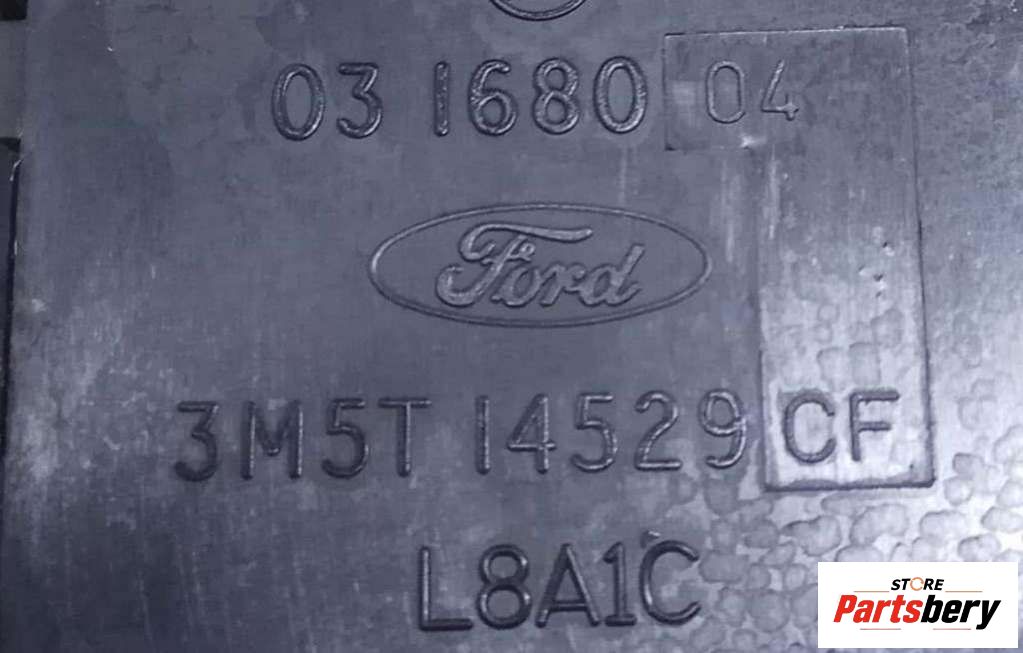 03 1680 04
Ford
3M5T 14529 CF
L8A1C
STORE
Partsbery